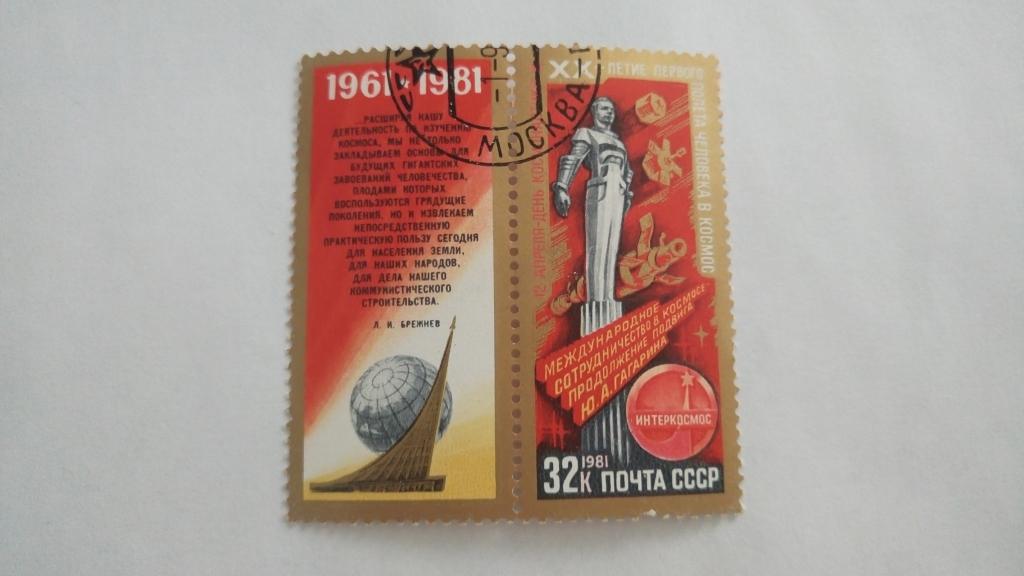 1961 * 1981
...РАСШИРЯЯ НАШУ
ДЕЯТЕЛЬНОСТЬ ПО ИЗУЧЕНИЮ
КОСМОСА, МЫ НЕ ТОЛЬКО
ЗАКЛАДЫВАЕМ ОСНОВЫ ДЛЯ
БУДУЩИХ ГИГАНТСКИХ
ЗАВОЕВАНИЙ ЧЕЛОВЕЧЕСТВА,
ПЛОДАМИ КОТОРЫХ
ВОСПОЛЬЗУЮТСЯ ГРЯДУЩИЕ
ПОКОЛЕНИЯ, НО И ИЗВЛЕКАЕМ
НЕПОСРЕДСТВЕННУЮ
ПРАКТИЧЕСКУЮ ПОЛЬЗУ СЕГОДНЯ
ДЛЯ НАСЕЛЕНИЯ ЗЕМЛИ,
ДЛЯ НАШИХ НАРОДОВ,
ДЛЯ ДЕЛА НАШЕГО
КОММУНИСТИЧЕСКОГО
СТРОИТЕЛЬСТВА.
Л. И. БРЕЖНЕВ
МОСКВА
XX-ЛЕТИЕ ПЕРВОГО
ПОЛЕТА ЧЕЛОВЕКА В КОСМОС
12 АПРЕЛЯ-ДЕНЬ
МЕЖДУНАРОДНОЕ
СОТРУДНИЧЕСТВО В КОСМОСЕ-
ПРОДОЛЖЕНИЕ ПОДВИГА
Ю.А.ГАГАРИНА
ИНТЕРКОСМОС
32К 1981 ПОЧТА СССР